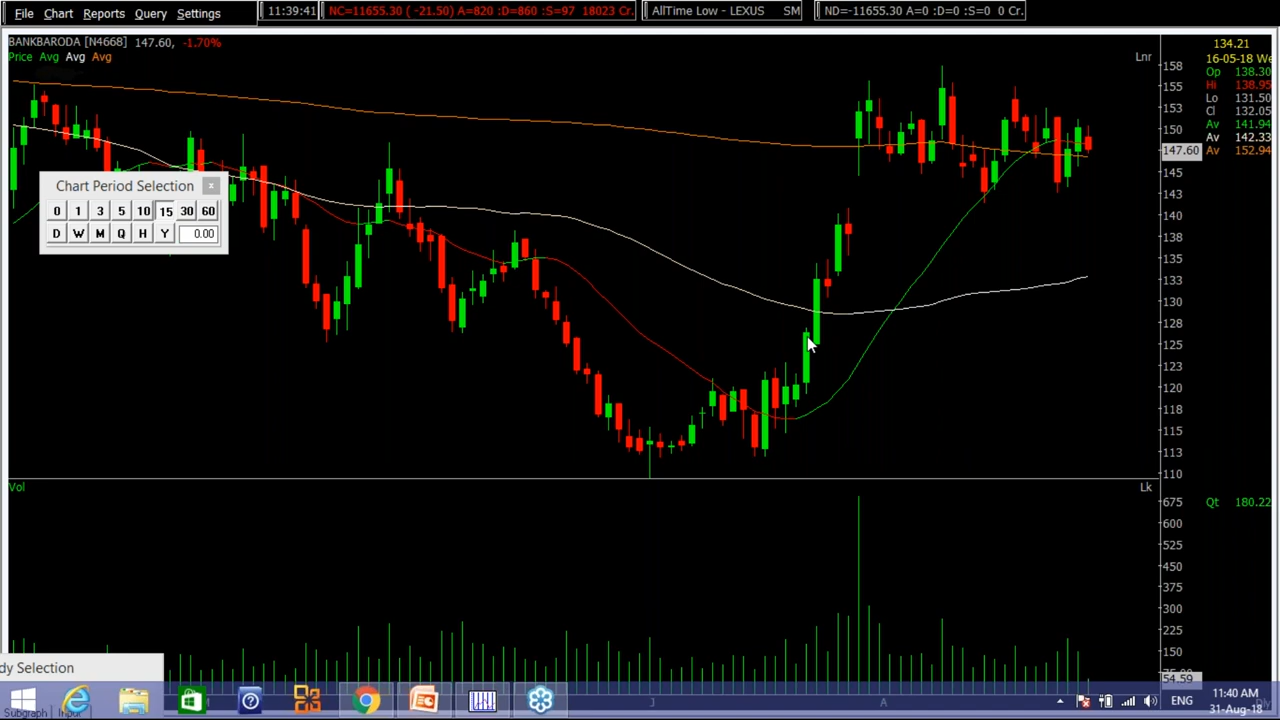 File Chart Reports Query Settings
11:39:41
NC=11655.30 ( -21.50) A=820 :D=860 :S=97 18023 Cr.
AllTime Low - LEXUS SM
ND=-11655.30 A=0 :D=0 :S=0 0 Cr.
BANKBARODA [N4668] 147.60, -1.70%
Price Avg Avg Avg
Lnr
134.21
16-05-18 We
Op 138.30
Hi 138.95
Lo 131.50
Cl 132.05
Av 141.94
Av 142.33
Av 152.94
158
155
153
150
147.60
145
143
140
138
135
133
130
128
125
123
120
118
115
113
110
Chart Period Selection x
0 1 3 5 10 15 30 60
D W M Q H Y 0.00
Vol
Lk
Qt 180.22
675
600
525
450
375
300
225
150
54.59
dy Selection
Subgraph
J
A
ENG
11:40 AM
31-Aug-18